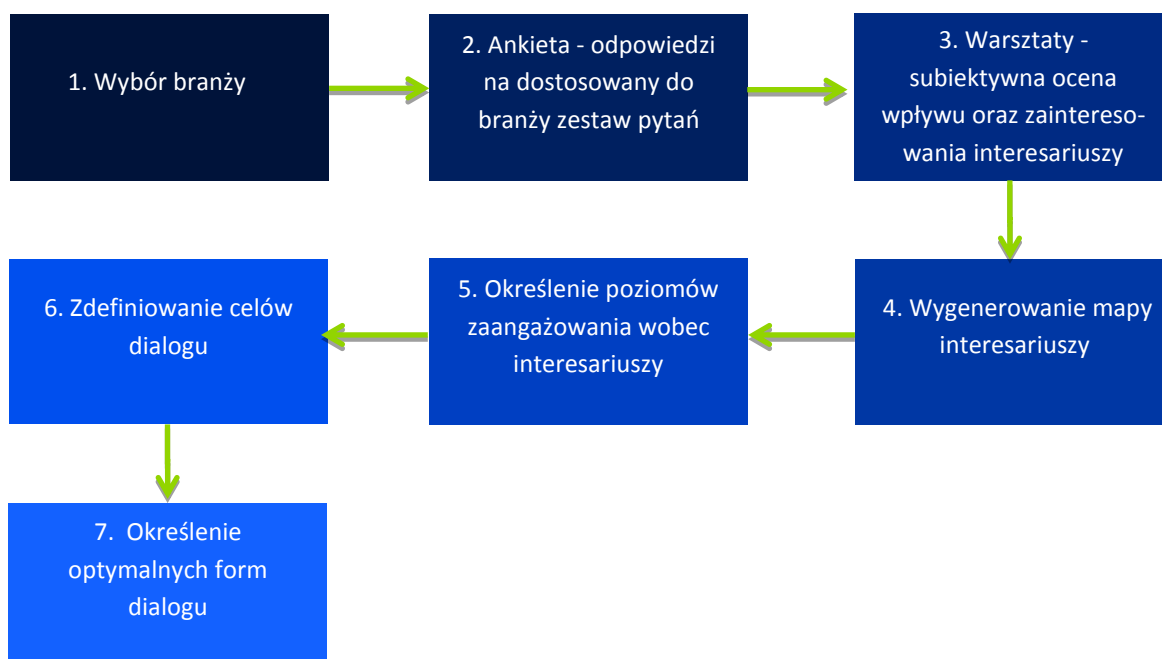 1. Wybór branży
2. Ankieta - odpowiedzi
na dostosowany do
branży zestaw pytań
3. Warsztaty -
subiektywna ocena
wpływu oraz zaintereso-
wania interesariuszy
4. Wygenerowanie mapy
interesariuszy
5. Określenie poziomów
zaangażowania wobec
interesariuszy
6. Zdefiniowanie celów
dialogu
7. Określenie
optymalnych form
dialogu